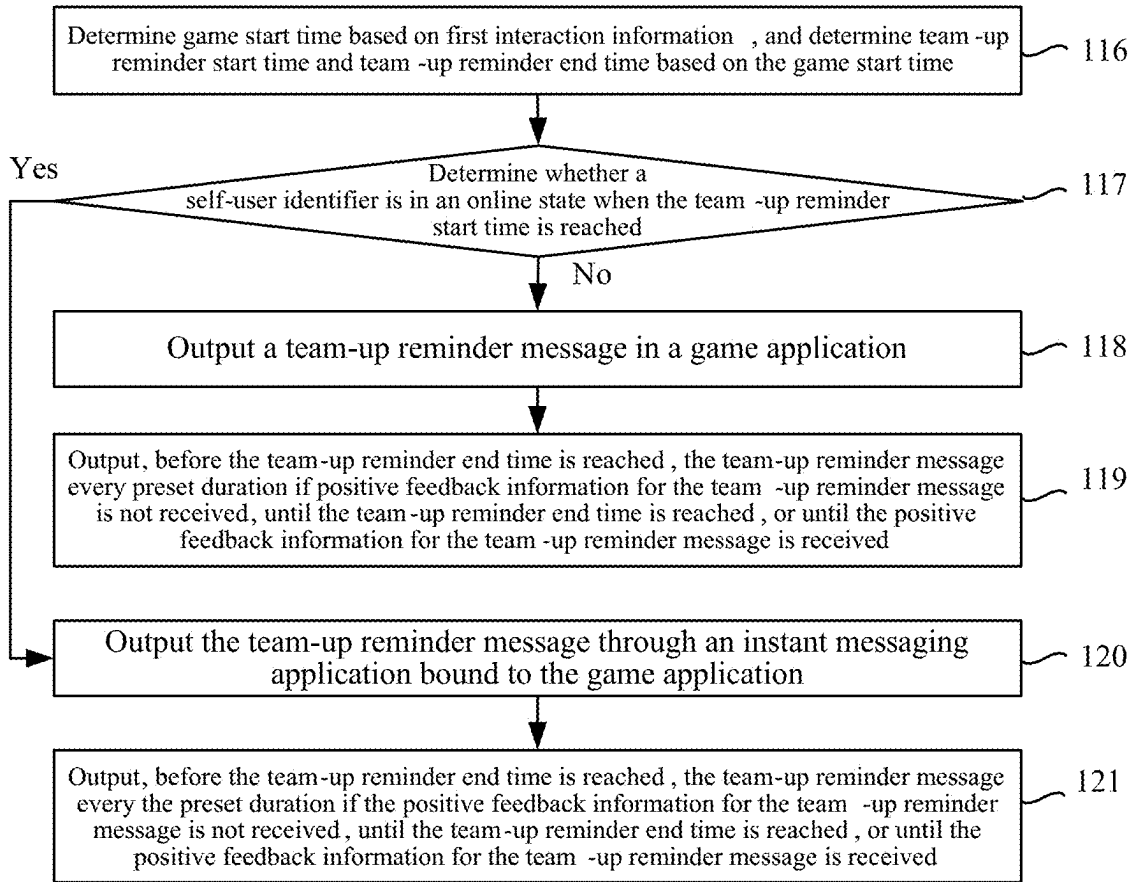 Determine game start time based on first interaction information , and determine team -up
reminder start time and team -up reminder end time based on the game start time
116
Yes
Determine whether a
self-user identifier is in an online state when the team -up reminder
start time is reached
117
No
Output a team-up reminder message in a game application
118
Output, before the team-up reminder end time is reached , the team-up reminder message
every preset duration if positive feedback information for the team -up reminder message
is not received, until the team-up reminder end time is reached , or until the positive
feedback information for the team -up reminder message is received
119
Output the team-up reminder message through an instant messaging
application bound to the game application
120
Output, before the team-up reminder end time is reached , the team-up reminder message
every the preset duration if the positive feedback information for the team -up reminder
message is not received , until the team-up reminder end time is reached , or until the
positive feedback information for the team -up reminder message is received
121